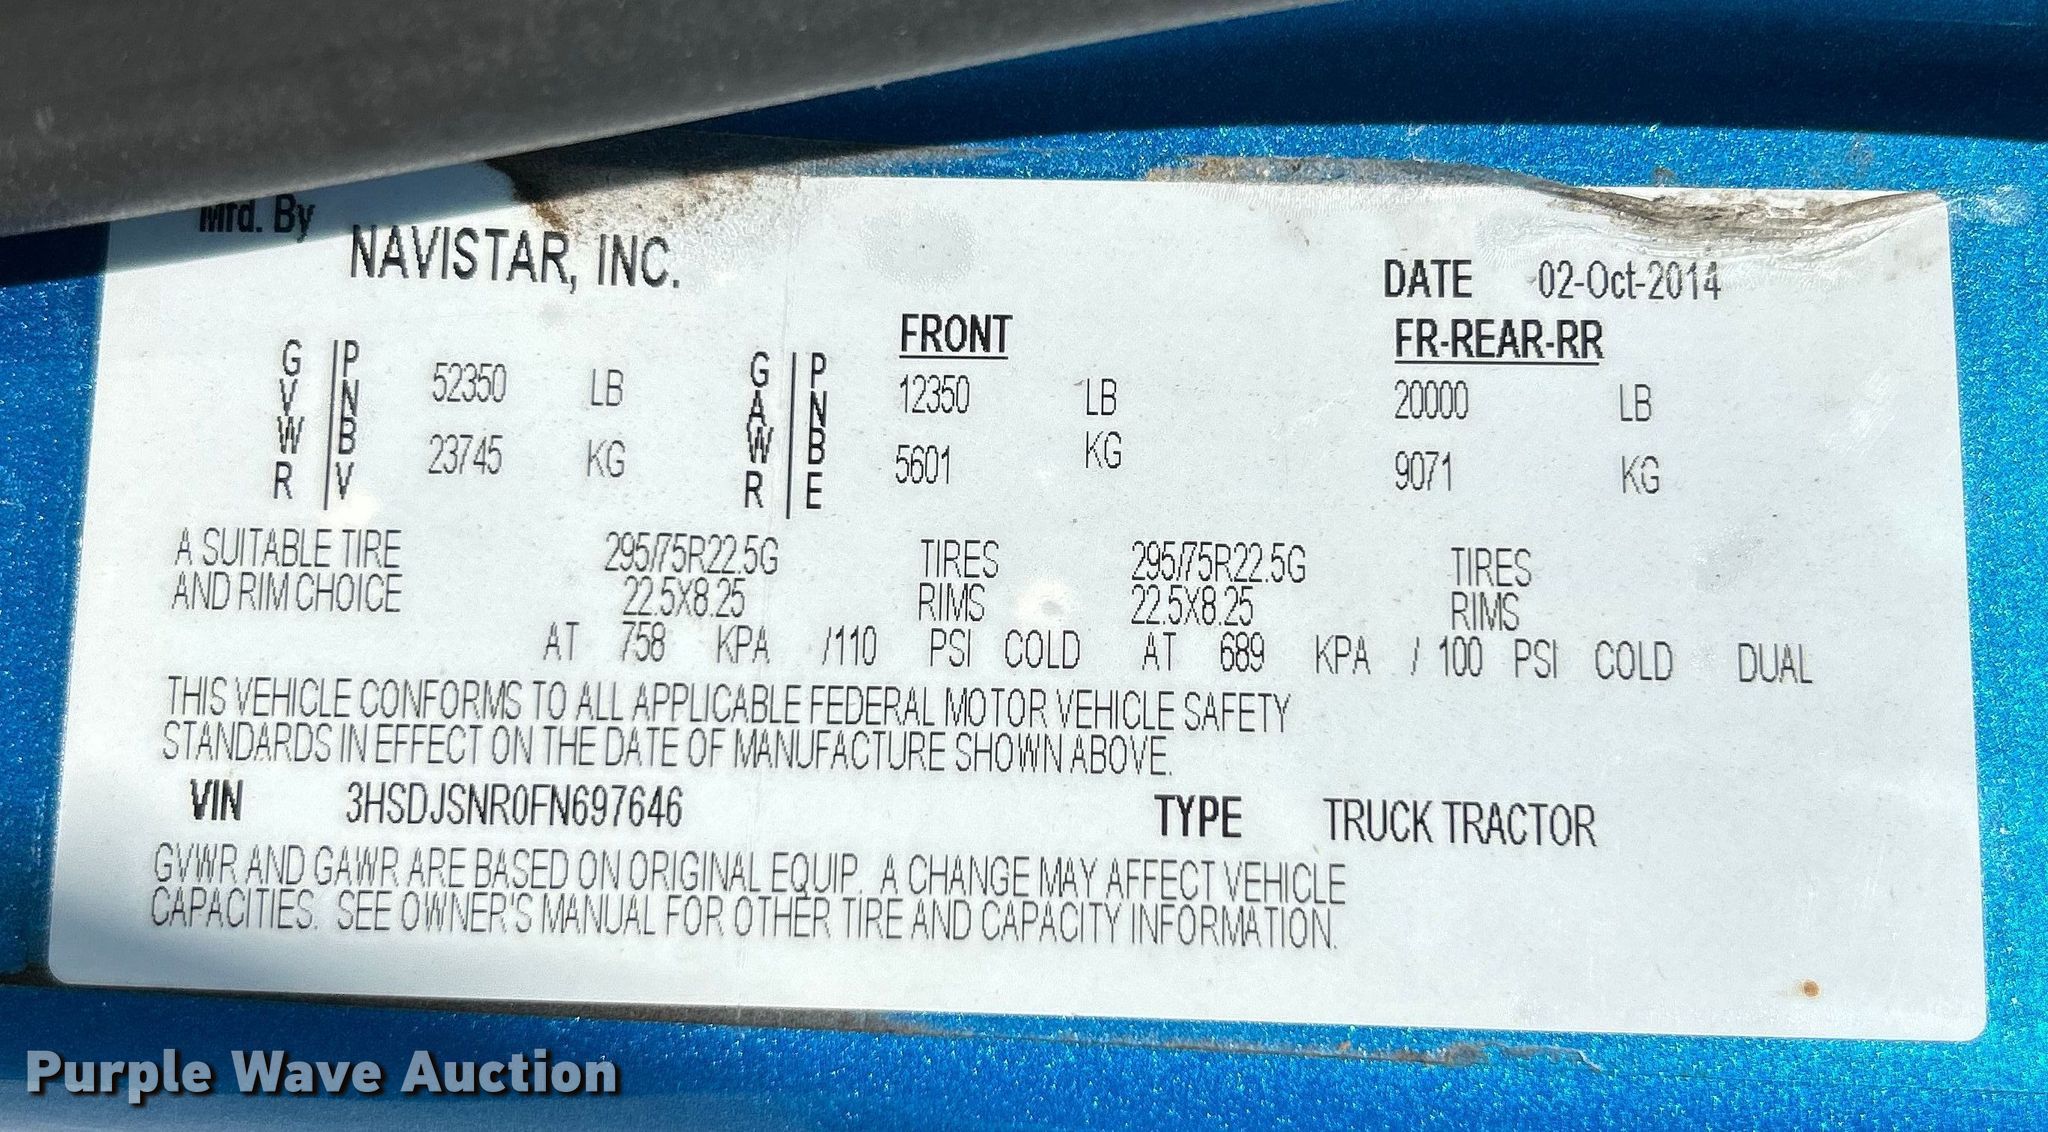 Mfd. By
NAVISTAR, INC.
DATE 02-Oct-2014
FRONT FR-REAR-RR
GVWR | PNBV 52350 LB GAWR | PNBE 12350 LB 20000 LB
23745 KG 5601 KG 9071 KG
A SUITABLE TIRE 295/75R22.5G TIRES 295/75R22.5G TIRES
AND RIM CHOICE 22.5X8.25 RIMS 22.5X8.25 RIMS
AT 758 KPA /110 PSI COLD AT 689 KPA / 100 PSI COLD DUAL
THIS VEHICLE CONFORMS TO ALL APPLICABLE FEDERAL MOTOR VEHICLE SAFETY
STANDARDS IN EFFECT ON THE DATE OF MANUFACTURE SHOWN ABOVE.
VIN 3HSDJSNR0FN697646 TYPE TRUCK TRACTOR
GVWR AND GAWR ARE BASED ON ORIGINAL EQUIP. A CHANGE MAY AFFECT VEHICLE
CAPACITIES. SEE OWNER'S MANUAL FOR OTHER TIRE AND CAPACITY INFORMATION.
Purple Wave Auction